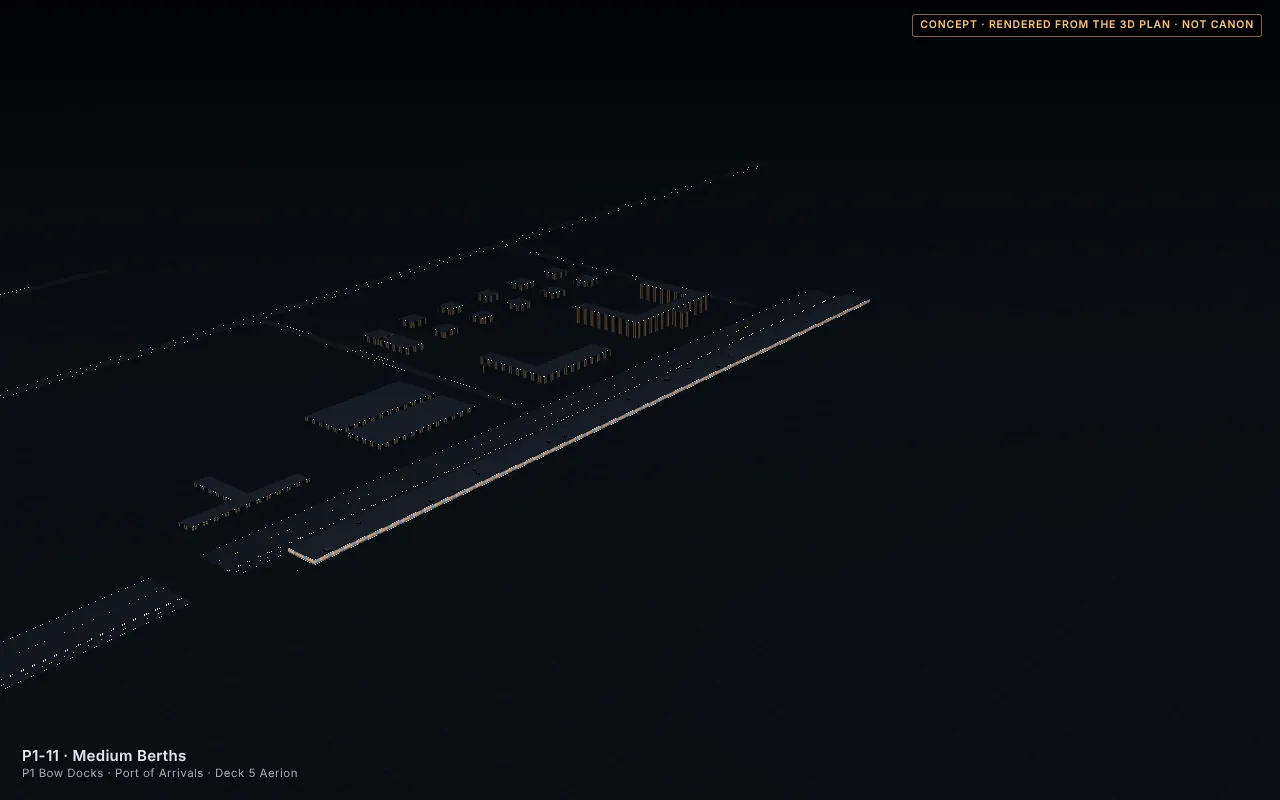 CONCEPT · RENDERED FROM THE 3D PLAN · NOT CANON
P1-11 · Medium Berths
P1 Bow Docks · Port of Arrivals · Deck 5 Aerion